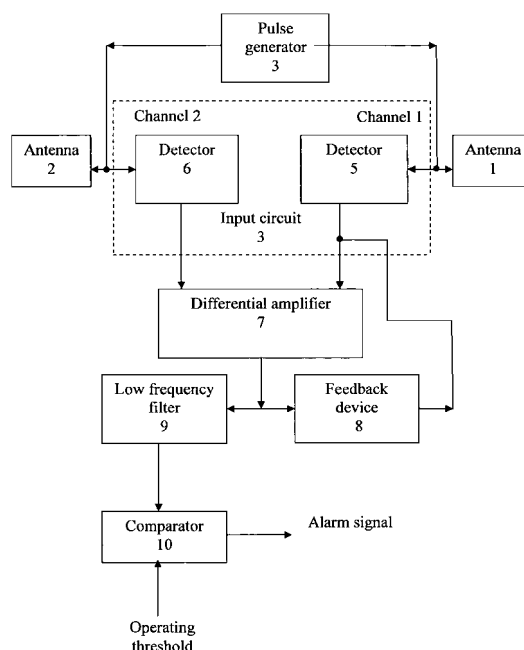 Pulse
generator
3
Channel 2
Channel 1
Antenna
2
Detector
6
Detector
5
Antenna
1
Input circuit
3
Differential amplifier
7
Low frequency
filter
9
Feedback
device
8
Comparator
10
Alarm signal
Operating
threshold